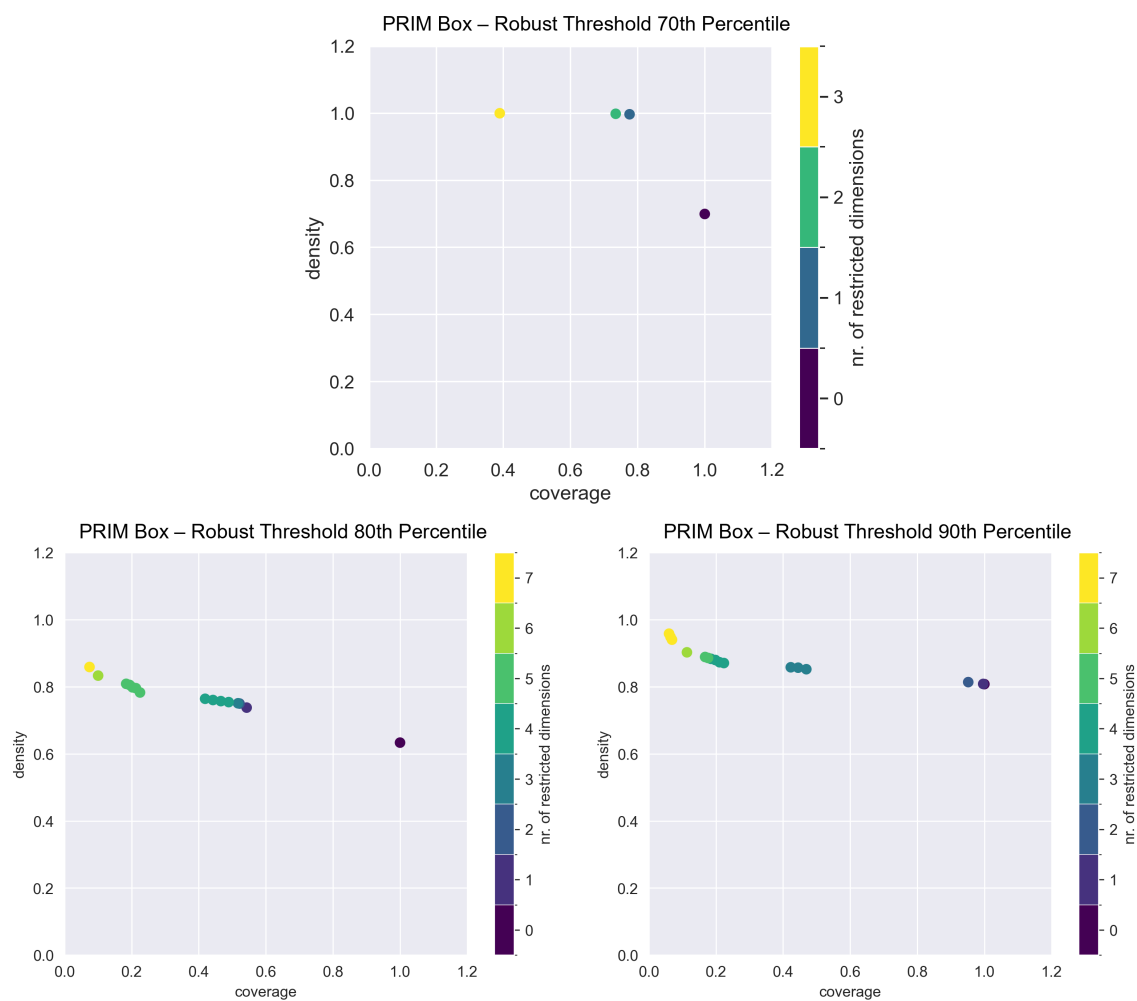 PRIM Box – Robust Threshold 70th Percentile
1.2
1.0
0.8
0.6
0.4
0.2
0.0
density
0.0 0.2 0.4 0.6 0.8 1.0 1.2
coverage
3
2
1
0
nr. of restricted dimensions
PRIM Box – Robust Threshold 80th Percentile
1.2
1.0
0.8
0.6
0.4
0.2
0.0
density
0.0 0.2 0.4 0.6 0.8 1.0 1.2
coverage
7
6
5
4
3
2
1
0
nr. of restricted dimensions
PRIM Box – Robust Threshold 90th Percentile
1.2
1.0
0.8
0.6
0.4
0.2
0.0
density
0.0 0.2 0.4 0.6 0.8 1.0 1.2
coverage
7
6
5
4
3
2
1
0
nr. of restricted dimensions